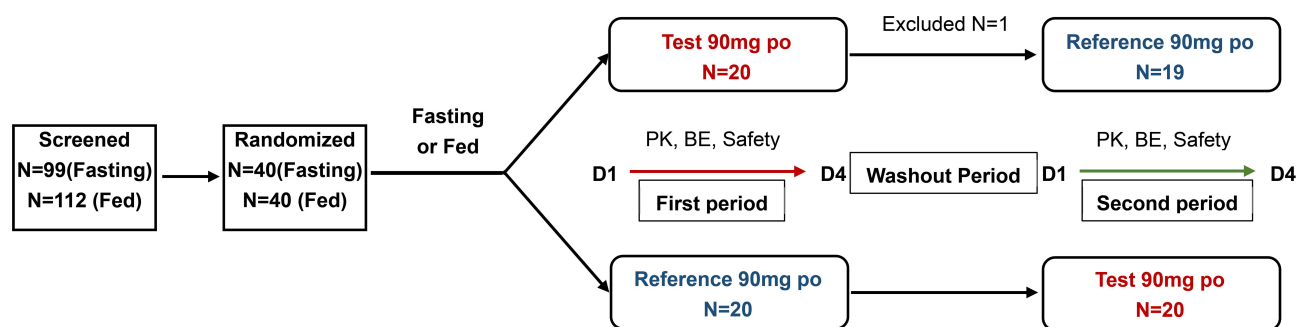 Screened
N=99(Fasting)
N=112 (Fed)
Randomized
N=40(Fasting)
N=40 (Fed)
Fasting
or Fed
Test 90mg po
N=20
Excluded N=1
Reference 90mg po
N=19
PK, BE, Safety
D1
D4
First period
Washout Period
PK, BE, Safety
D1
D4
Second period
Reference 90mg po
N=20
Test 90mg po
N=20